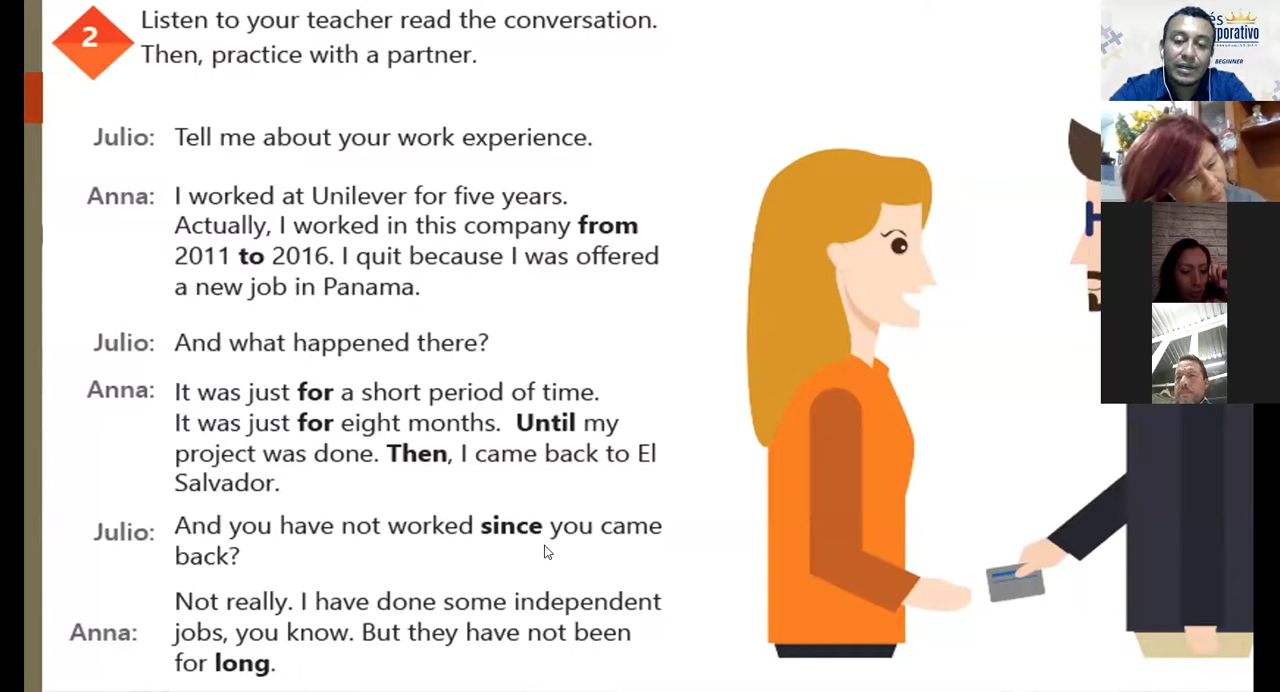 2
Listen to your teacher read the conversation.
Then, practice with a partner.
Julio: Tell me about your work experience.
Anna: I worked at Unilever for five years.
Actually, I worked in this company from
2011 to 2016. I quit because I was offered
a new job in Panama.
Julio: And what happened there?
Anna: It was just for a short period of time.
It was just for eight months. Until my
project was done. Then, I came back to El
Salvador.
Julio: And you have not worked since you came
back?
Not really. I have done some independent
Anna: jobs, you know. But they have not been
for long.
BEGINNER